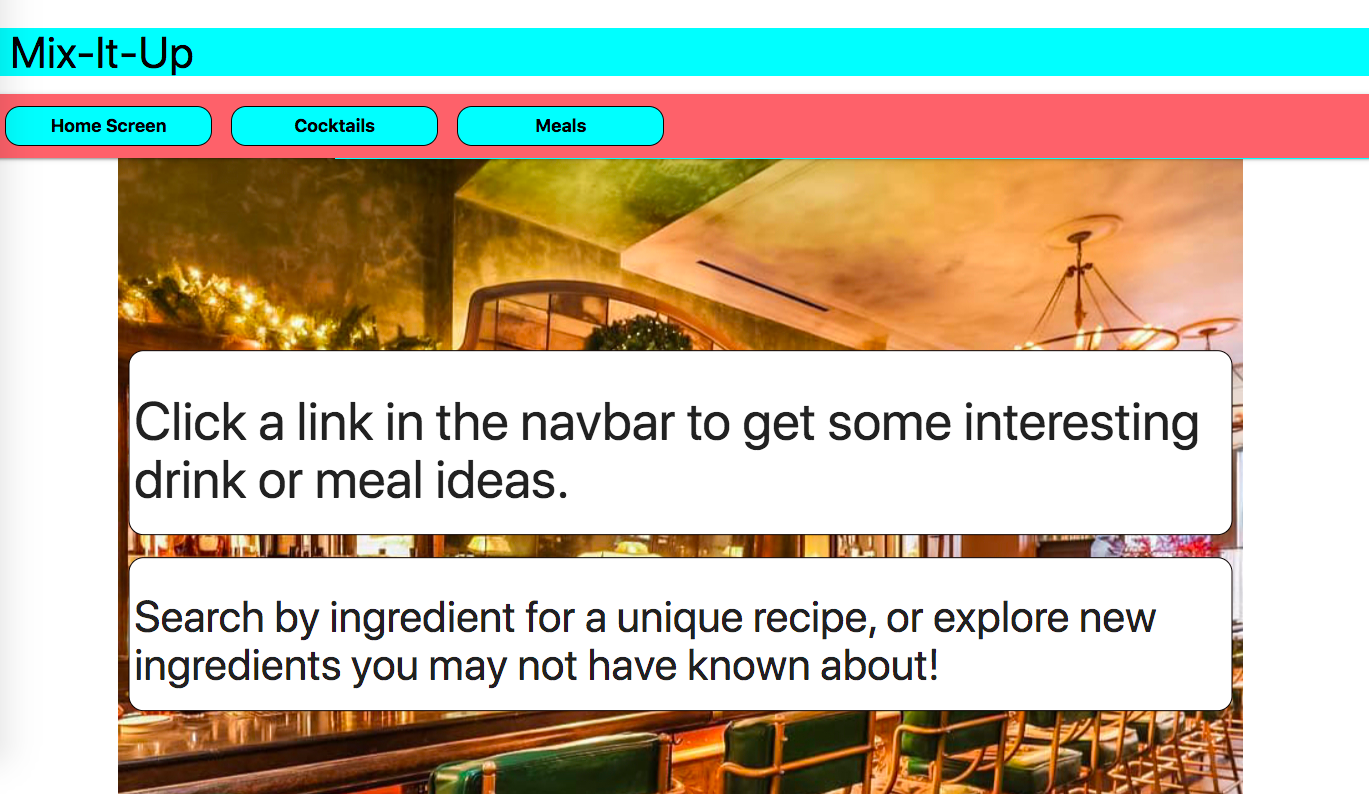 Mix-It-Up
Home Screen
Cocktails
Meals
Click a link in the navbar to get some interesting
drink or meal ideas.
Search by ingredient for a unique recipe, or explore new
ingredients you may not have known about!